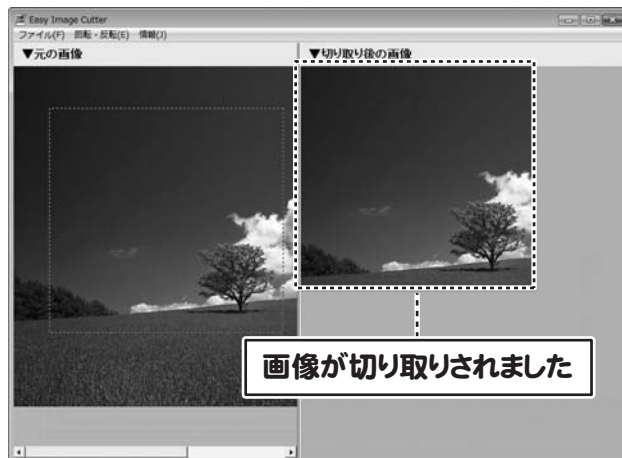 Easy Image Cutter
ファイル(F) 回転・反転(E) 情報(J)
▼元の画像
▼切り取り後の画像
画像が切り取りされました